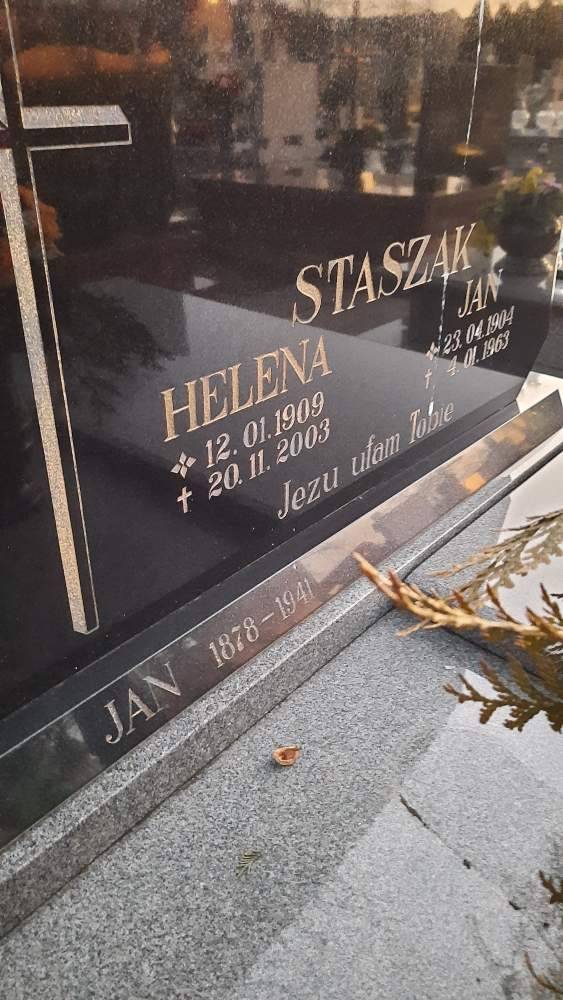 STASZAK
HELENA
12.01.1909
✝ 20.11.2003
JAN
23.04.1904
✝ 4.01.1963
Jezu ufam Tobie
JAN 1878-1941